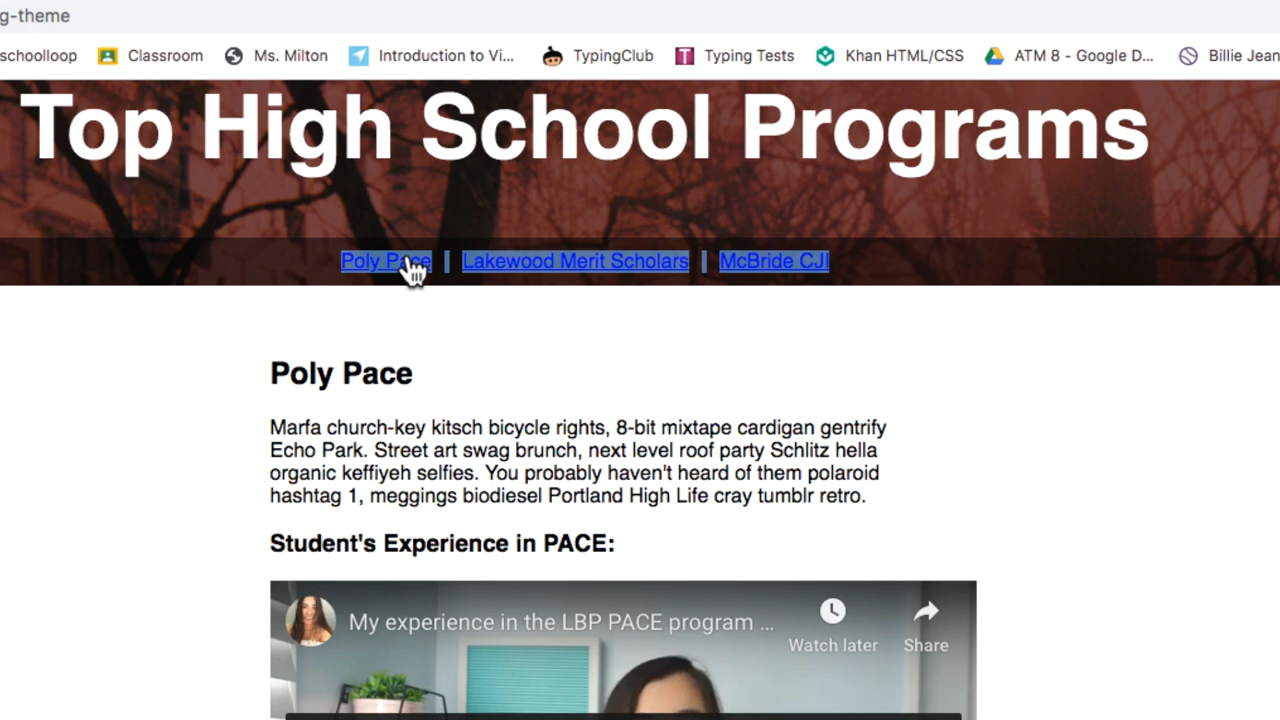 g-theme
schoolloop Classroom Ms. Milton Introduction to Vi... TypingClub Typing Tests Khan HTML/CSS ATM 8 - Google D... Billie Jean
Top High School Programs
Poly Pace | Lakewood Merit Scholars | McBride CJI
Poly Pace
Marfa church-key kitsch bicycle rights, 8-bit mixtape cardigan gentrify
Echo Park. Street art swag brunch, next level roof party Schlitz hella
organic keffiyeh selfies. You probably haven't heard of them polaroid
hashtag 1, meggings biodiesel Portland High Life cray tumblr retro.
Student's Experience in PACE:
My experience in the LBP PACE program ...
Watch later Share